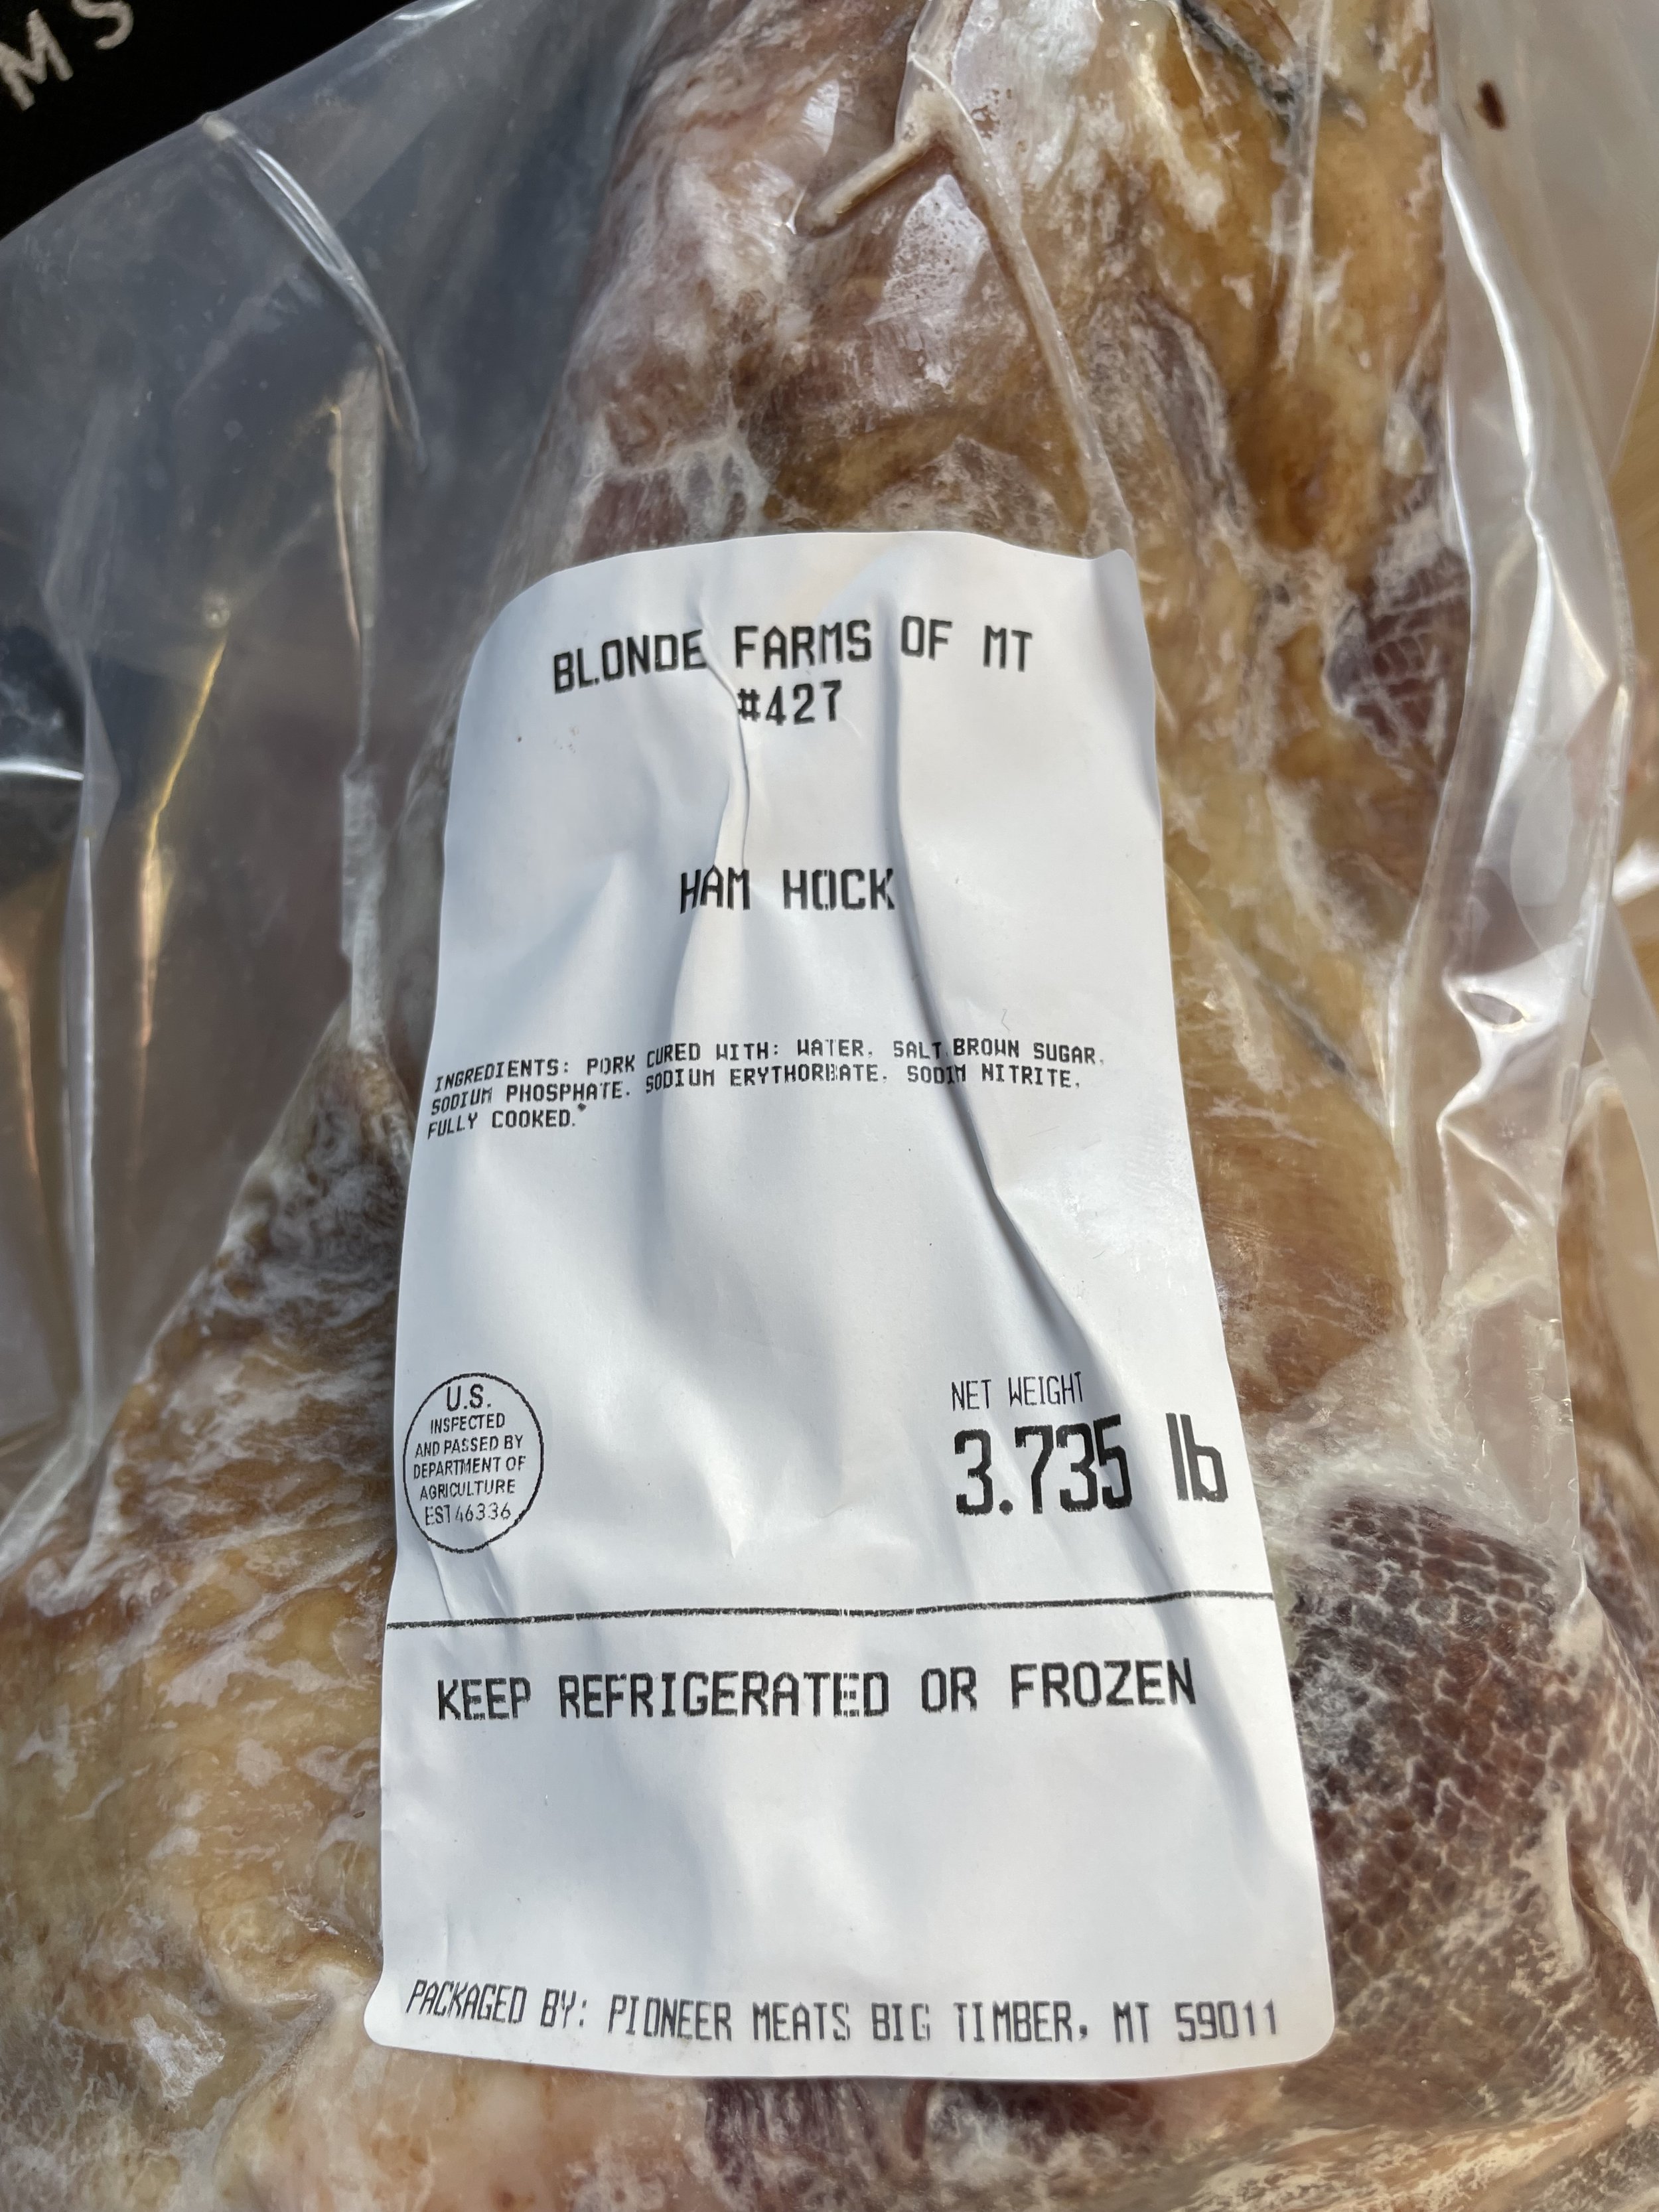 MS
BLONDE FARMS OF MT
#427
HAM HOCK
INGREDIENTS: PORK CURED WITH: WATER, SALT BROWN SUGAR,
SODIUM PHOSPHATE, SODIUM ERYTHORBATE, SODIM NITRITE,
FULLY COOKED.
U.S.
INSPECTED
AND PASSED BY
DEPARTMENT OF
AGRICULTURE
EST 46336
NET WEIGHT
3.735 lb
KEEP REFRIGERATED OR FROZEN
PACKAGED BY: PIONEER MEATS BIG TIMBER, MT 59011